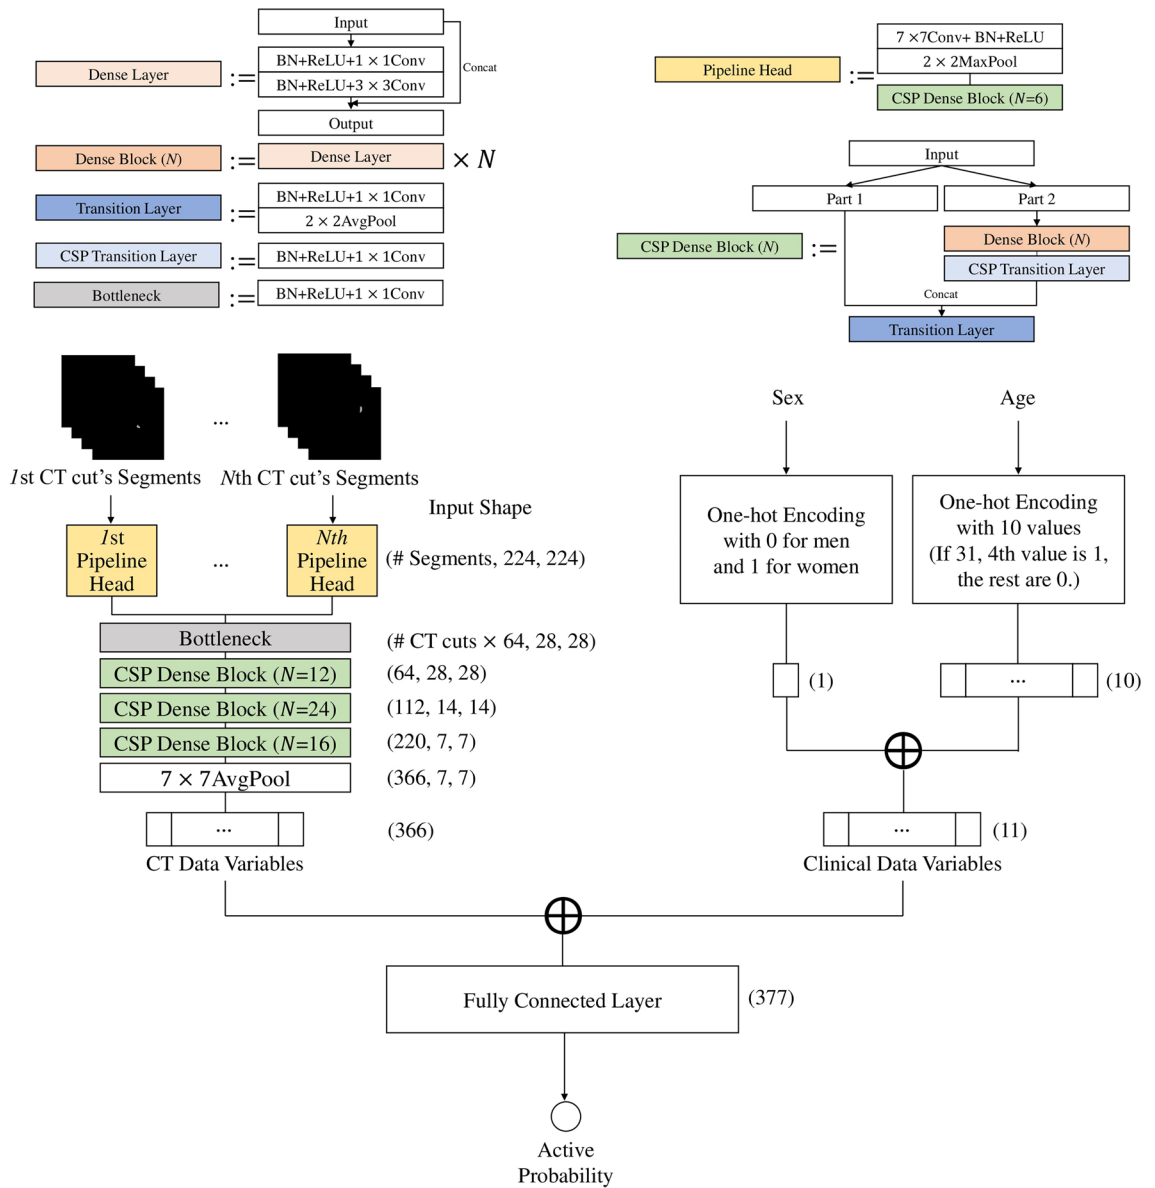 Input
BN+ReLU+1 × 1Conv
Dense Layer
:=
BN+ReLU+3 × 3Conv
Concat
Output
Dense Block (N)
:=
Dense Layer
× N
Transition Layer
:=
BN+ReLU+1 × 1Conv
2 × 2AvgPool
CSP Transition Layer
:=
BN+ReLU+1 × 1Conv
Bottleneck
:=
BN+ReLU+1 × 1Conv
Pipeline Head
:=
7 ×7Conv+ BN+ReLU
2 × 2MaxPool
CSP Dense Block (N=6)
Input
Part 1
Part 2
CSP Dense Block (N)
:=
Dense Block (N)
CSP Transition Layer
Concat
Transition Layer
...
1st CT cut's Segments
Nth CT cut's Segments
Input Shape
1st
Pipeline
Head
...
Nth
Pipeline
Head
(# Segments, 224, 224)
Bottleneck
(# CT cuts × 64, 28, 28)
CSP Dense Block (N=12)
(64, 28, 28)
CSP Dense Block (N=24)
(112, 14, 14)
CSP Dense Block (N=16)
(220, 7, 7)
7 × 7AvgPool
(366, 7, 7)
...
(366)
CT Data Variables
Sex
Age
One-hot Encoding
with 0 for men
and 1 for women
One-hot Encoding
with 10 values
(If 31, 4th value is 1,
the rest are 0.)
(1)
...
(10)
...
(11)
Clinical Data Variables
Fully Connected Layer
(377)
Active
Probability